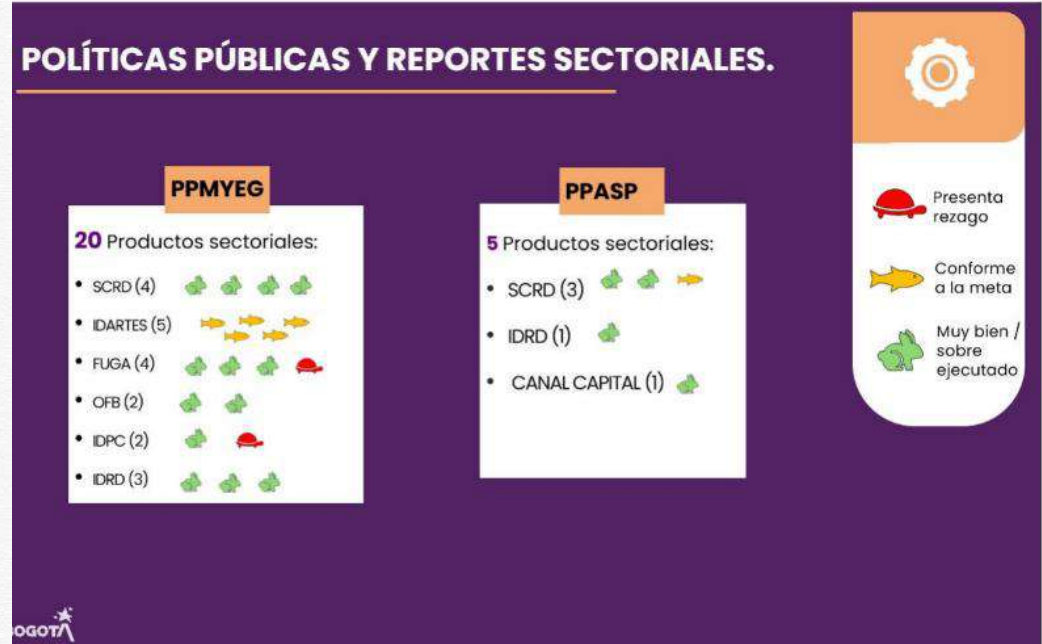 POLÍTICAS PÚBLICAS Y REPORTES SECTORIALES.
PPMYEG
20 Productos sectoriales:
• SCRD (4)
• IDARTES (5)
• FUGA (4)
• OFB (2)
• IDPC (2)
• IDRD (3)
PPASP
5 Productos sectoriales:
• SCRD (3)
• IDRD (1)
• CANAL CAPITAL (1)
Presenta
rezago
Conforme
a la meta
Muy bien /
sobre
ejecutado
BOGOTÁ